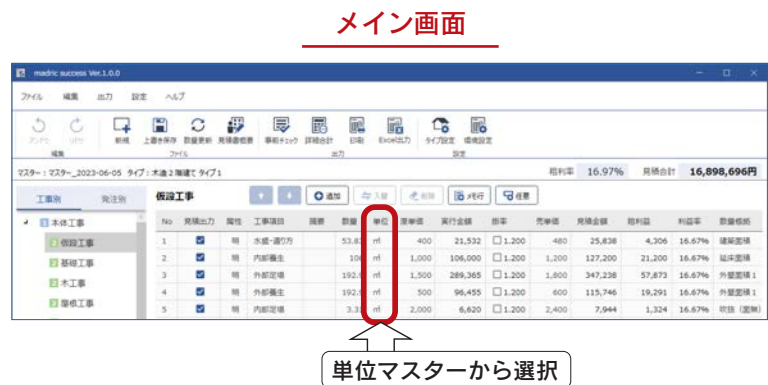 メイン画面
madric success Ver.1.0.0
ファイル 編集 出力 設定 ヘルプ
新規 上書き保存 数量更新 見積書概要 事前チェック 詳細合計 印刷 Excel出力 タイプ設定 環境設定
編集 ファイル 出力 設定
マスター : マスター_2023-06-05 タイプ : 木造2階建て タイプ1 粗利率 16.97% 見積合計 16,898,696円
工事別 発注別 仮設工事 追加 入替 削除 メモ行 任意
No 見積出力 属性 工事項目 摘要 数量 単位 原単価 実行金額 掛率 売単価 見積金額 粗利益 利益率 数量根拠
本体工事
1 明 水盛・遣り方 53.83 ㎡ 400 21,532 1.200 480 25,838 4,306 16.67% 建築面積
仮設工事
2 明 内部養生 106 ㎡ 1,000 106,000 1.200 1,200 127,200 21,200 16.67% 延床面積
基礎工事
3 明 外部足場 192.9 ㎡ 1,500 289,365 1.200 1,800 347,238 57,873 16.67% 外壁面積1
木工事
4 明 外部養生 192.9 ㎡ 500 96,455 1.200 600 115,746 19,291 16.67% 外壁面積1
屋根工事
5 明 内部足場 3.31 ㎡ 2,000 6,620 1.200 2,400 7,944 1,324 16.67% 吹抜(面無)
単位マスターから選択